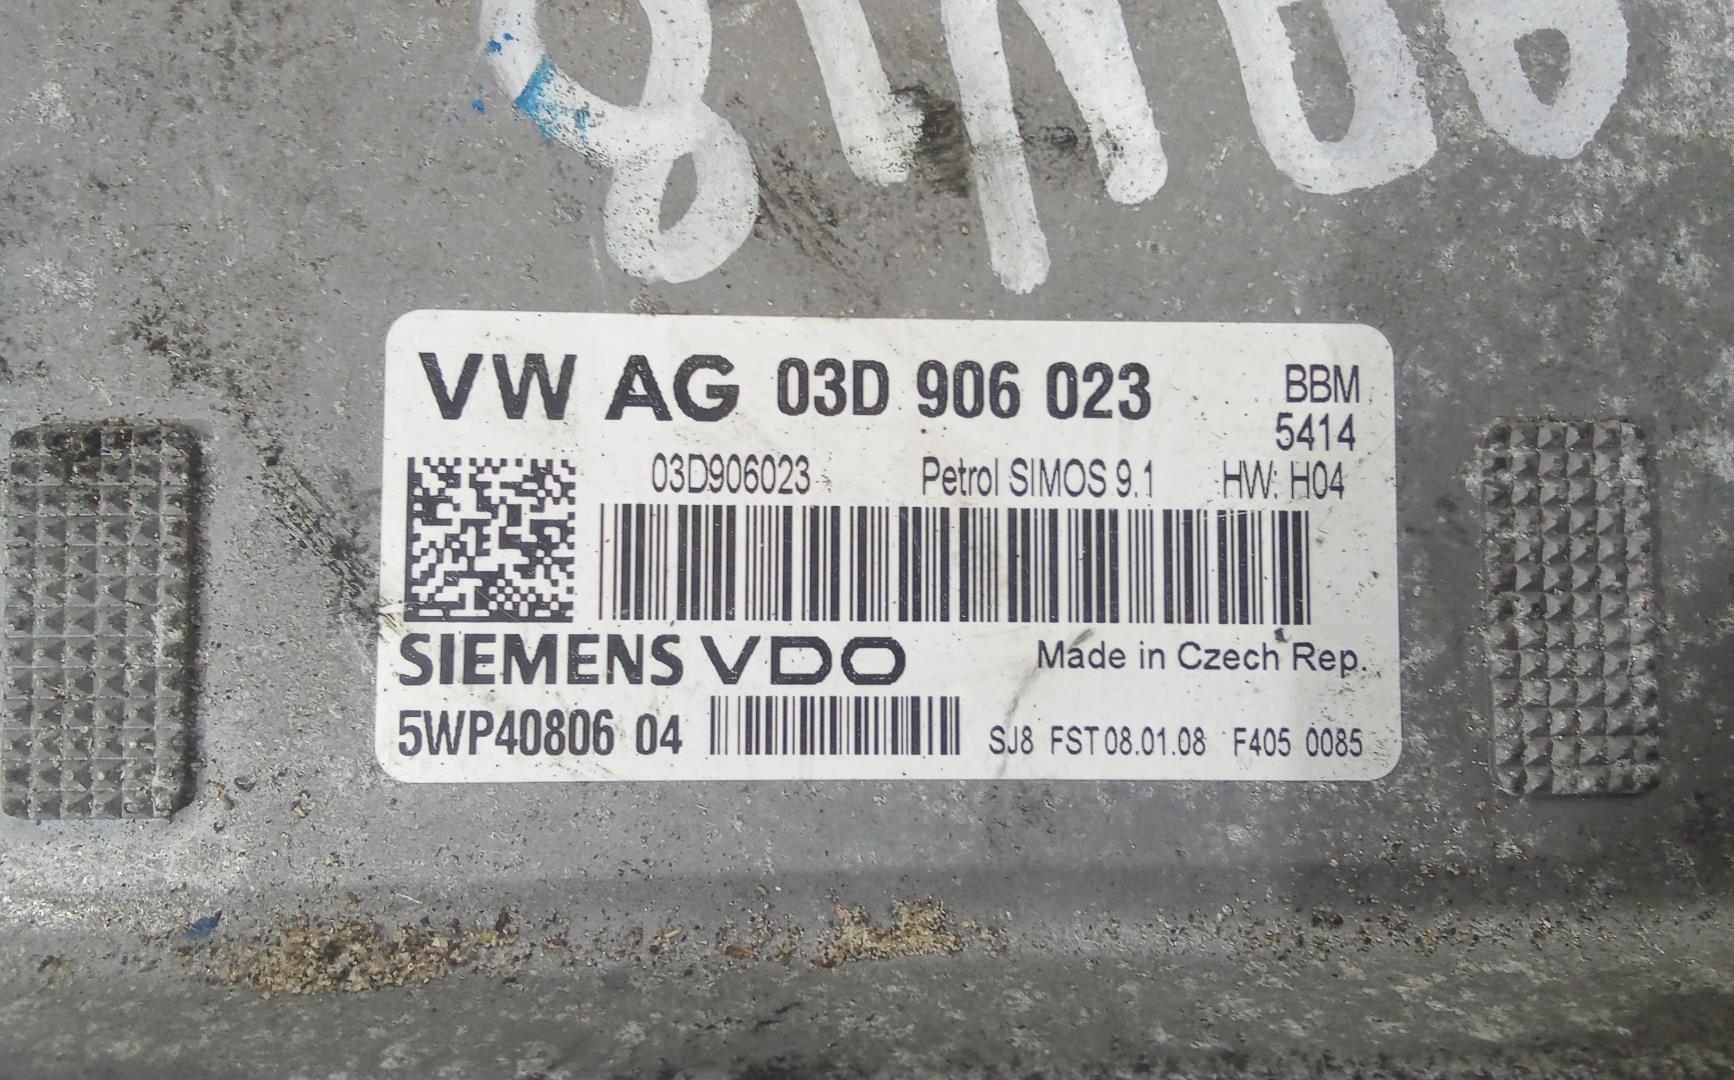 VW AG 03D 906 023 BBM
5414
03D906023 Petrol SIMOS 9.1 HW: H04
SIEMENS VDO Made in Czech Rep.
5WP40806 04 SJ8 FST 08.01.08 F405 0085